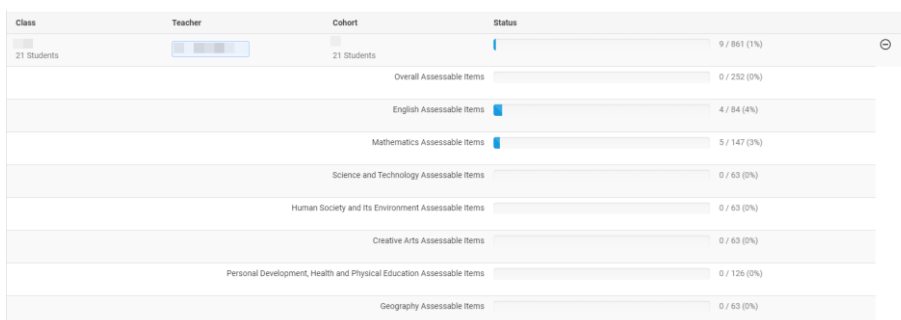 Class Teacher Cohort Status
9 / 861 (1%)
21 Students 21 Students
Overall Assessable Items 0 / 252 (0%)
English Assessable Items 4 / 84 (4%)
Mathematics Assessable Items 5 / 147 (3%)
Science and Technology Assessable Items 0 / 63 (0%)
Human Society and Its Environment Assessable Items 0 / 63 (0%)
Creative Arts Assessable Items 0 / 63 (0%)
Personal Development, Health and Physical Education Assessable Items 0 / 126 (0%)
Geography Assessable Items 0 / 63 (0%)